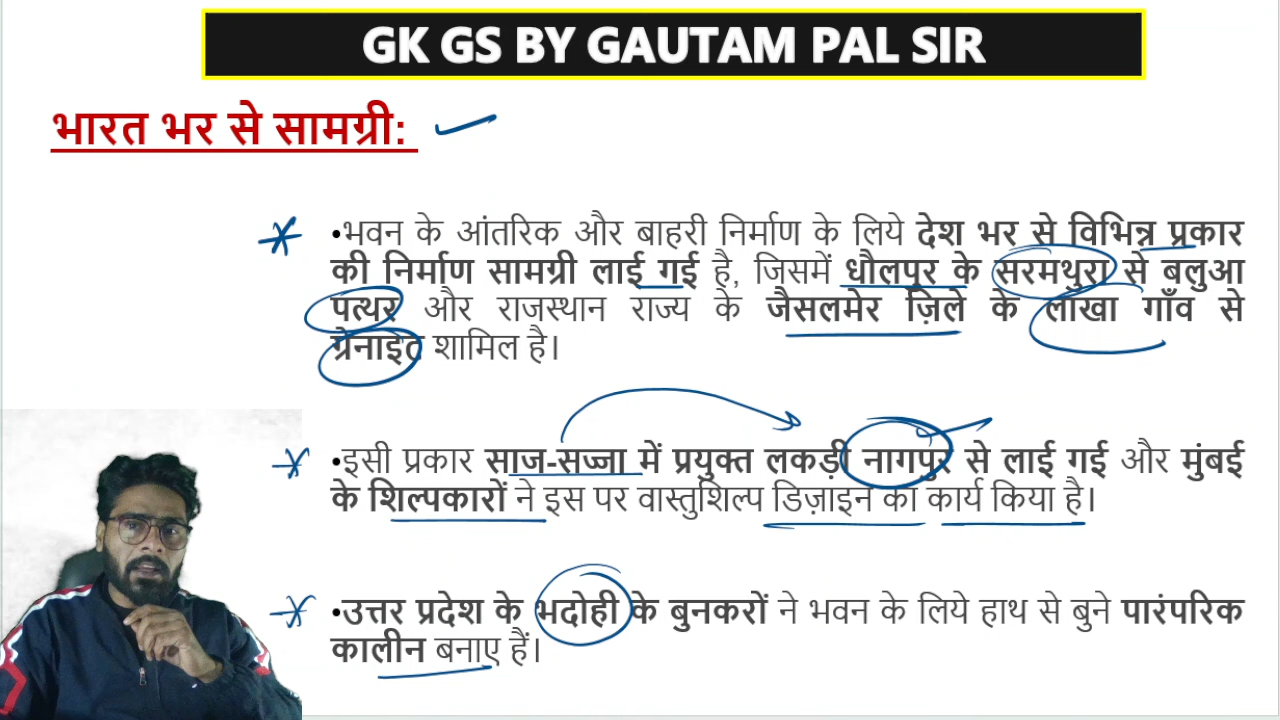 GK GS BY GAUTAM PAL SIR
भारत भर से सामग्री:
•भवन के आंतरिक और बाहरी निर्माण के लिये देश भर से विभिन्न प्रकार
की निर्माण सामग्री लाई गई है, जिसमें धौलपुर के सरमथुरा से बलुआ
पत्थर और राजस्थान राज्य के जैसलमेर ज़िले के लाखा गाँव से
ग्रेनाइट शामिल है।
•इसी प्रकार साज-सज्जा में प्रयुक्त लकड़ी नागपुर से लाई गई और मुंबई
के शिल्पकारों ने इस पर वास्तुशिल्प डिज़ाइन का कार्य किया है।
•उत्तर प्रदेश के भदोही के बुनकरों ने भवन के लिये हाथ से बुने पारंपरिक
कालीन बनाए हैं।